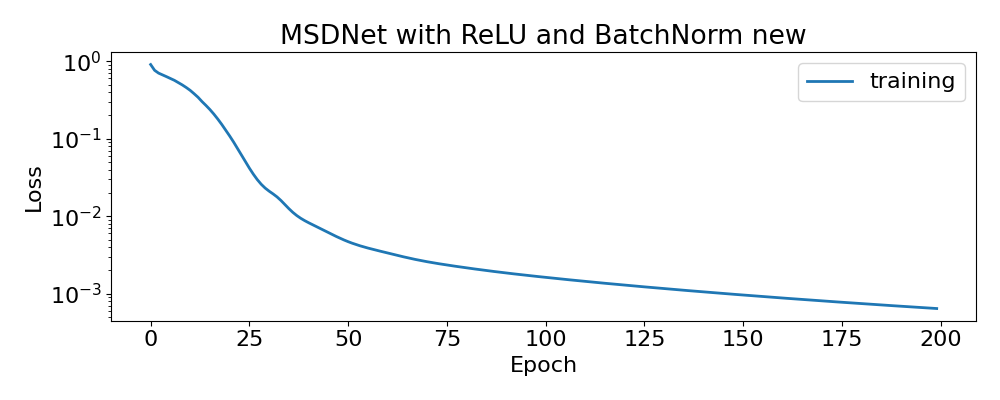 MSDNet with ReLU and BatchNorm new
training
Loss
10⁰
10⁻¹
10⁻²
10⁻³
0 25 50 75 100 125 150 175 200
Epoch